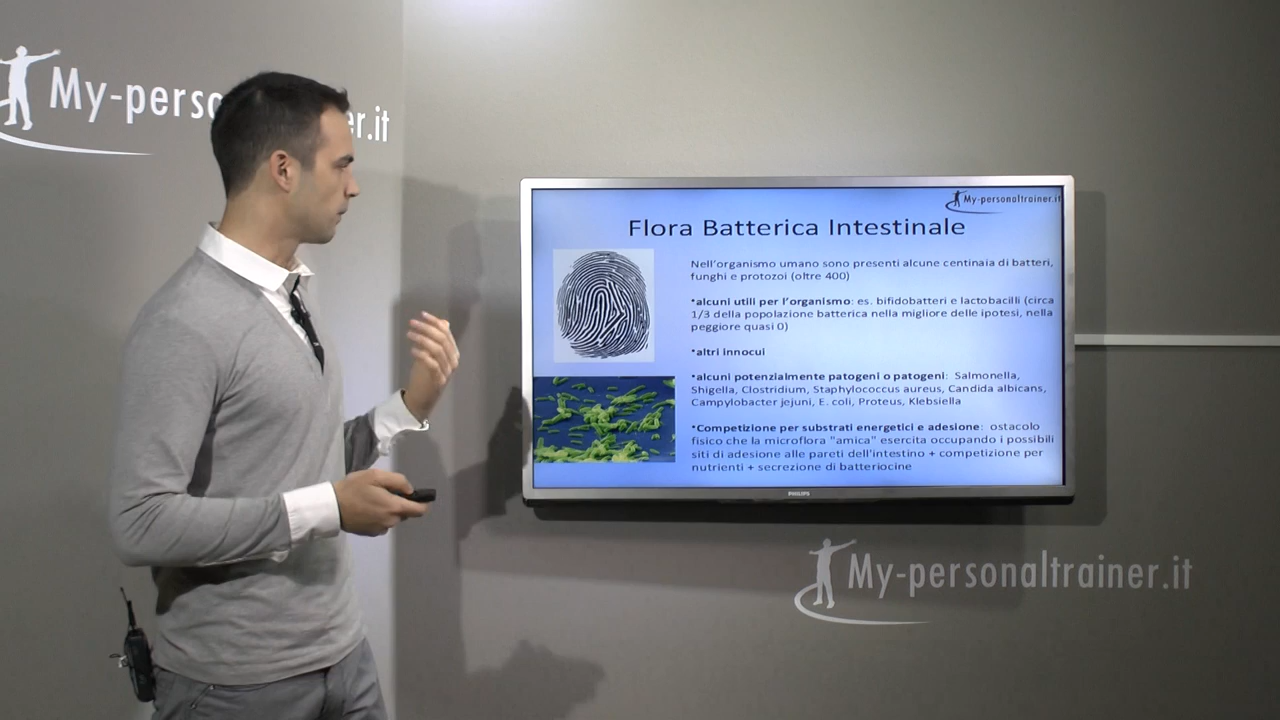 My-perso
er.it
My-personaltrainer.it
Flora Batterica Intestinale
Nell'organismo umano sono presenti alcune centinaia di batteri,
funghi e protozoi (oltre 400)
•alcuni utili per l'organismo: es. bifidobatteri e lactobacilli (circa
1/3 della popolazione batterica nella migliore delle ipotesi, nella
peggiore quasi 0)
•altri innocui
•alcuni potenzialmente patogeni o patogeni: Salmonella,
Shigella, Clostridium, Staphylococcus aureus, Candida albicans,
Campylobacter jejuni, E. coli, Proteus, Klebsiella
•Competizione per substrati energetici e adesione: ostacolo
fisico che la microflora "amica" esercita occupando i possibili
siti di adesione alle pareti dell'intestino + competizione per
nutrienti + secrezione di batteriocine
PHILIPS
My-personaltrainer.it